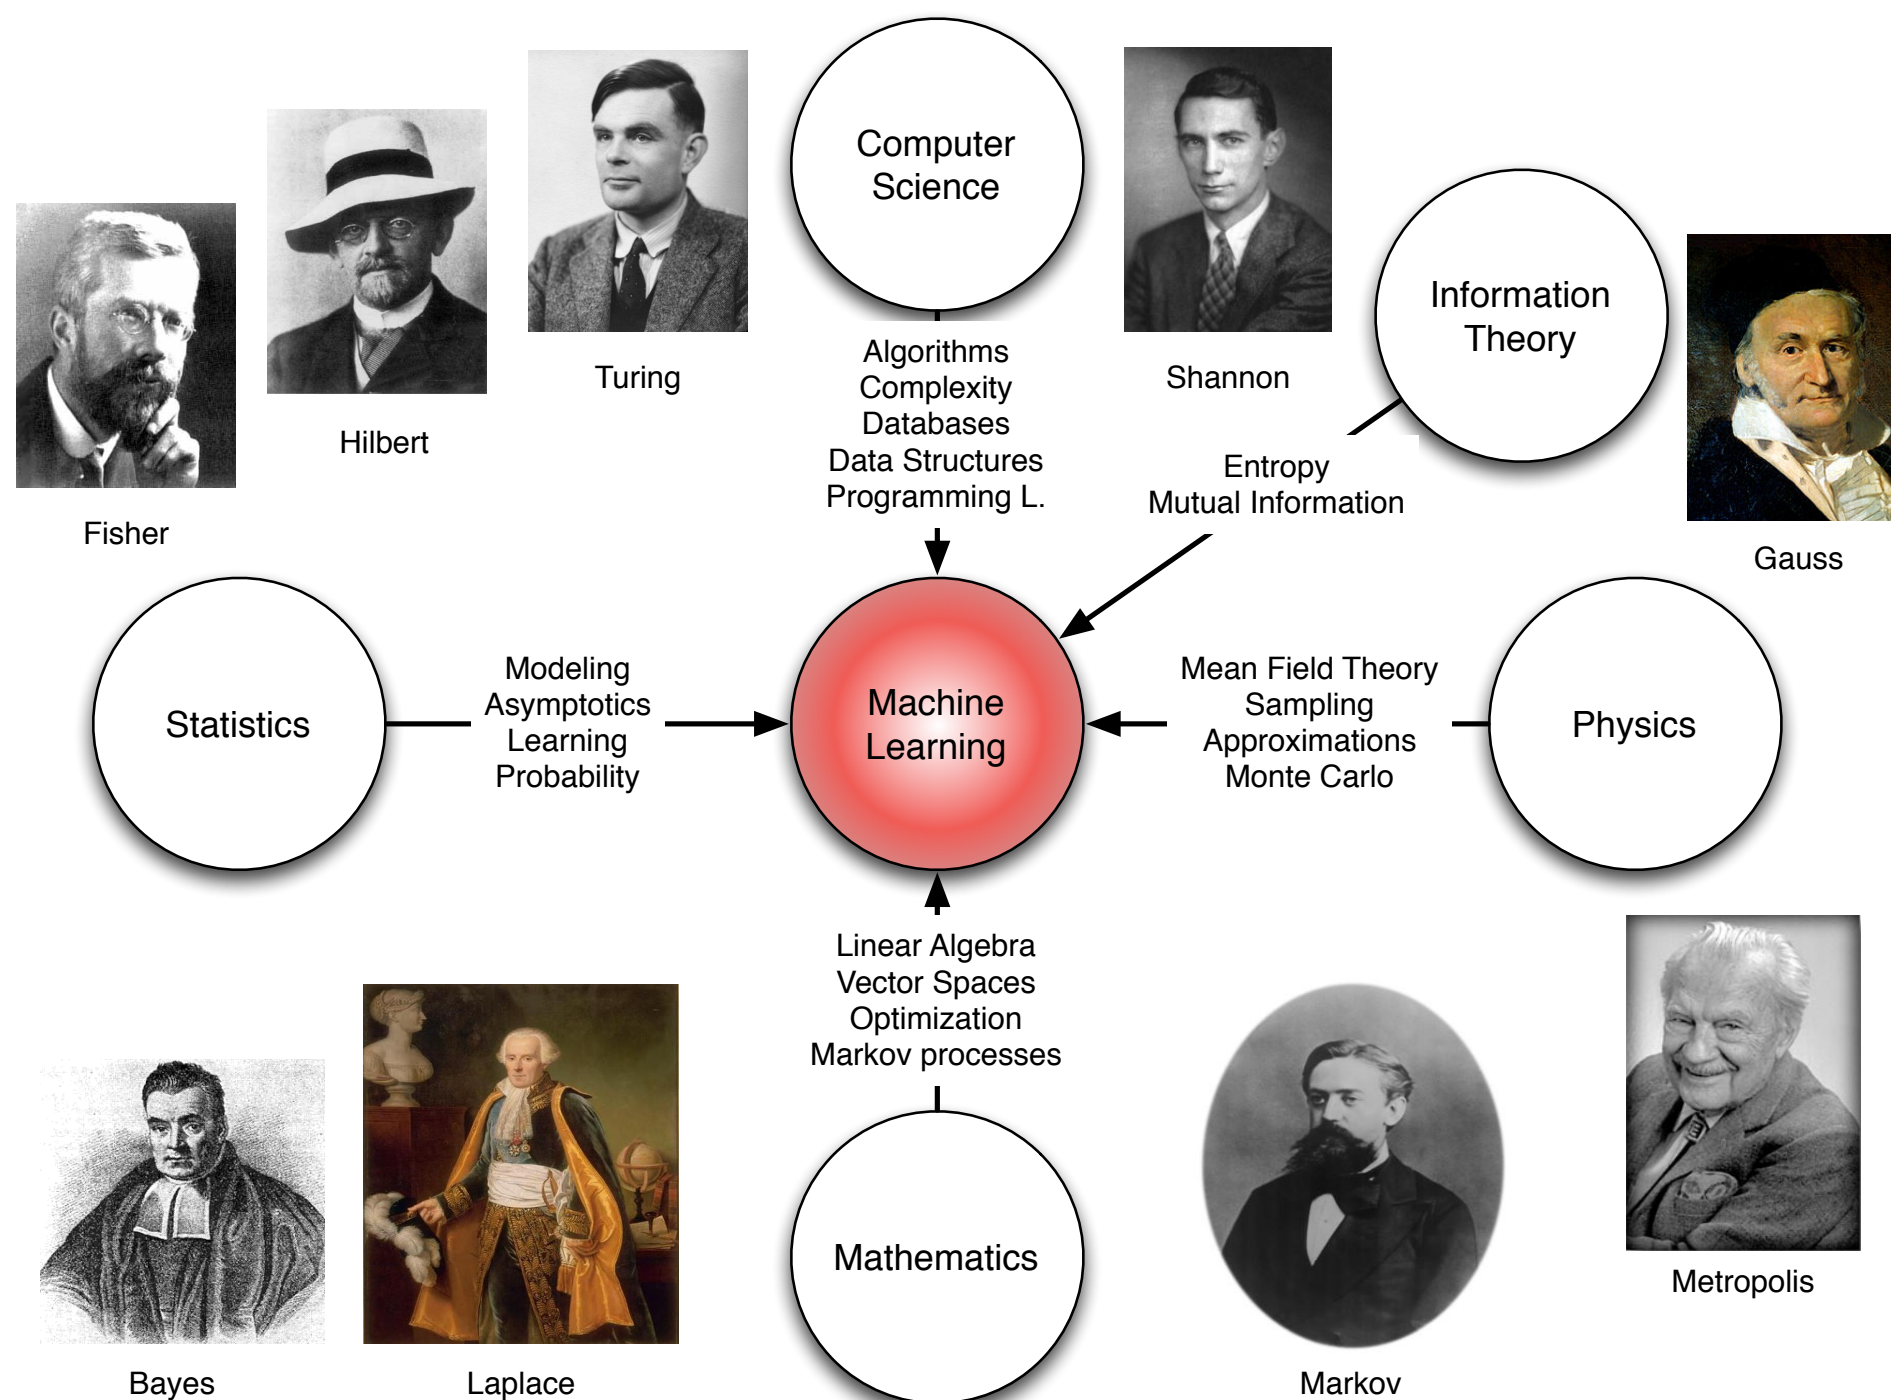 Computer
Science
Information
Theory
Turing
Shannon
Algorithms
Complexity
Databases
Data Structures
Programming L.
Hilbert
Entropy
Mutual Information
Fisher
Gauss
Statistics
Modeling
Asymptotics
Learning
Probability
Machine
Learning
Mean Field Theory
Sampling
Approximations
Monte Carlo
Physics
Linear Algebra
Vector Spaces
Optimization
Markov processes
Mathematics
Metropolis
Bayes
Laplace
Markov